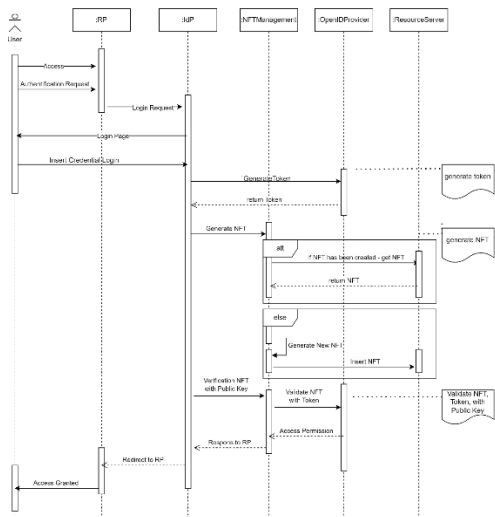 :RP
:IdP
:NFTManagement
:OpenIDProvider
:ResourceServer
User
Access
Authentification Request
Login Request
Login Page
Insert Credential-Login
Generate Token
generate token
return Token
Generate NFT
generate NFT
alt
If NFT has been created - get NFT
return NFT
else
Generate New NFT
Insert NFT
Verification NFT
with Public Key
Validate NFT
with Token
Validate NFT,
Token, with
Public Key
Access Permission
Respons to RP
Redirect to RP
Access Granted